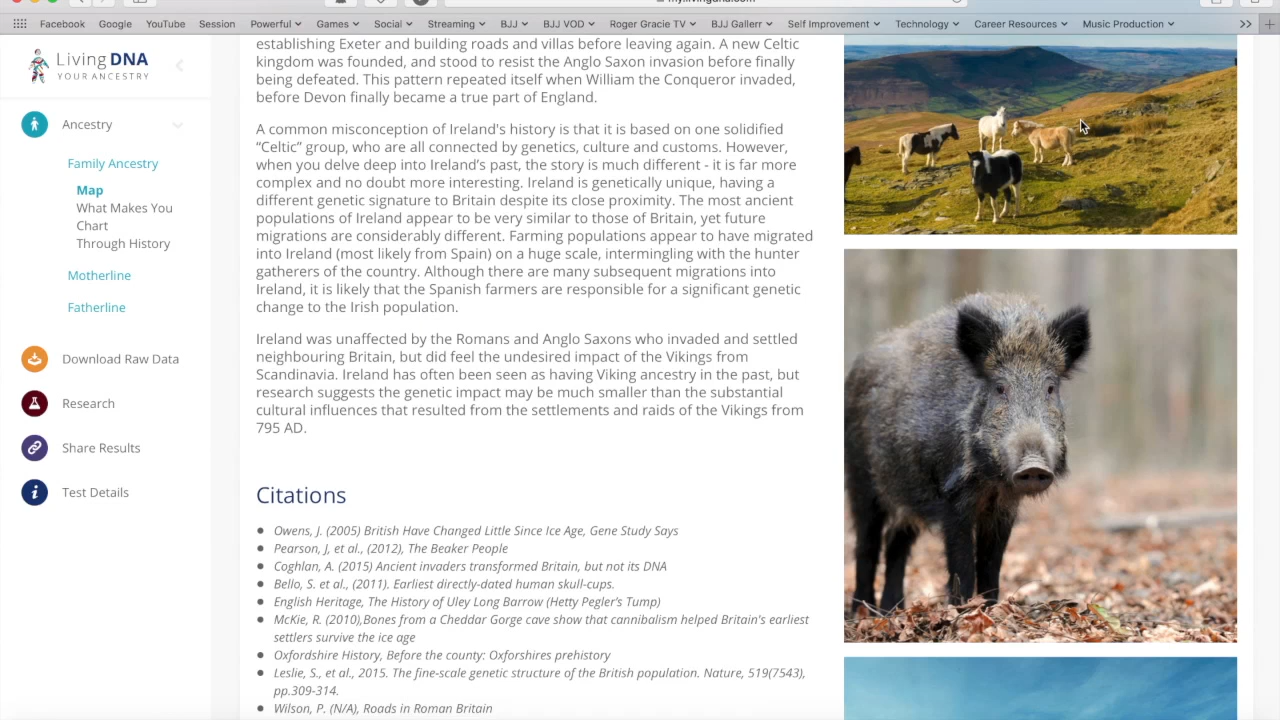 mylivingdna.com
Facebook Google YouTube Session Powerful Games Social Streaming BJJ BJJ VOD Roger Gracie TV BJJ Gallerr Self Improvement Technology Career Resources Music Production
Living DNA
YOUR ANCESTRY
Ancestry
Family Ancestry
Map
What Makes You
Chart
Through History
Motherline
Fatherline
Download Raw Data
Research
Share Results
Test Details
establishing Exeter and building roads and villas before leaving again. A new Celtic
kingdom was founded, and stood to resist the Anglo Saxon invasion before finally
being defeated. This pattern repeated itself when William the Conqueror invaded,
before Devon finally became a true part of England.
A common misconception of Ireland's history is that it is based on one solidified
“Celtic” group, who are all connected by genetics, culture and customs. However,
when you delve deep into Ireland’s past, the story is much different - it is far more
complex and no doubt more interesting. Ireland is genetically unique, having a
different genetic signature to Britain despite its close proximity. The most ancient
populations of Ireland appear to be very similar to those of Britain, yet future
migrations are considerably different. Farming populations appear to have migrated
into Ireland (most likely from Spain) on a huge scale, intermingling with the hunter
gatherers of the country. Although there are many subsequent migrations into
Ireland, it is likely that the Spanish farmers are responsible for a significant genetic
change to the Irish population.
Ireland was unaffected by the Romans and Anglo Saxons who invaded and settled
neighbouring Britain, but did feel the undesired impact of the Vikings from
Scandinavia. Ireland has often been seen as having Viking ancestry in the past, but
research suggests the genetic impact may be much smaller than the substantial
cultural influences that resulted from the settlements and raids of the Vikings from
795 AD.
Citations
Owens, J. (2005) British Have Changed Little Since Ice Age, Gene Study Says
Pearson, J, et al., (2012), The Beaker People
Coghlan, A. (2015) Ancient invaders transformed Britain, but not its DNA
Bello, S. et al., (2011). Earliest directly-dated human skull-cups.
English Heritage, The History of Uley Long Barrow (Hetty Pegler's Tump)
McKie, R. (2010),Bones from a Cheddar Gorge cave show that cannibalism helped Britain's earliest
settlers survive the ice age
Oxfordshire History, Before the county: Oxforshires prehistory
Leslie, S., et al., 2015. The fine-scale genetic structure of the British population. Nature, 519(7543),
pp.309-314.
Wilson, P. (N/A), Roads in Roman Britain